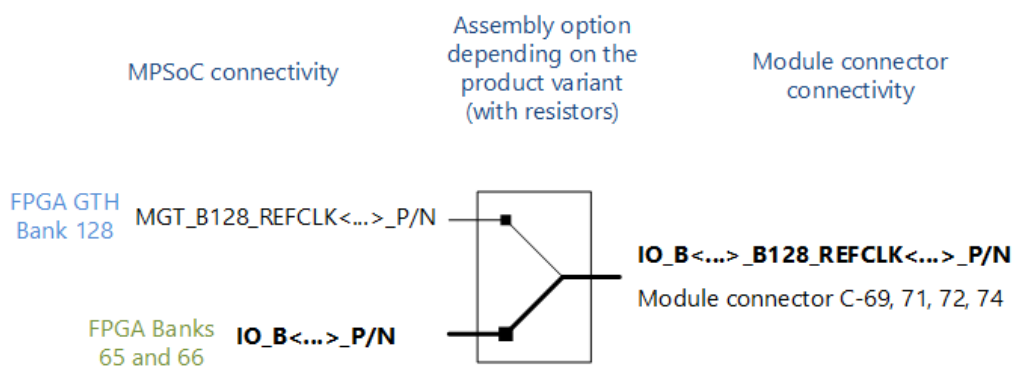 MPSoC connectivity
Assembly option
depending on the
product variant
(with resistors)
Module connector
connectivity
FPGA GTH
Bank 128
MGT_B128_REFCLK<...>_P/N
IO_B<...>_B128_REFCLK<...>_P/N
Module connector C-69, 71, 72, 74
FPGA Banks
65 and 66
IO_B<...>_P/N